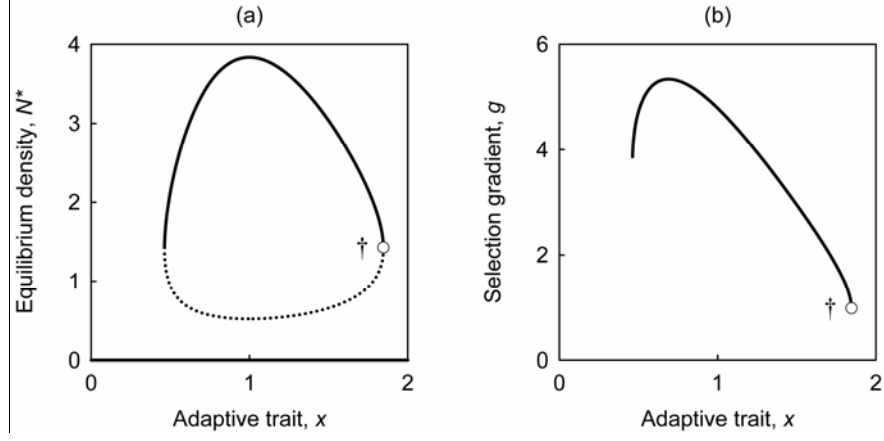 (a)
4
3
2
1
0
0
1
2
Equilibrium density, N*
†
Adaptive trait, x
(b)
6
4
2
0
0
1
2
Selection gradient, g
†
Adaptive trait, x